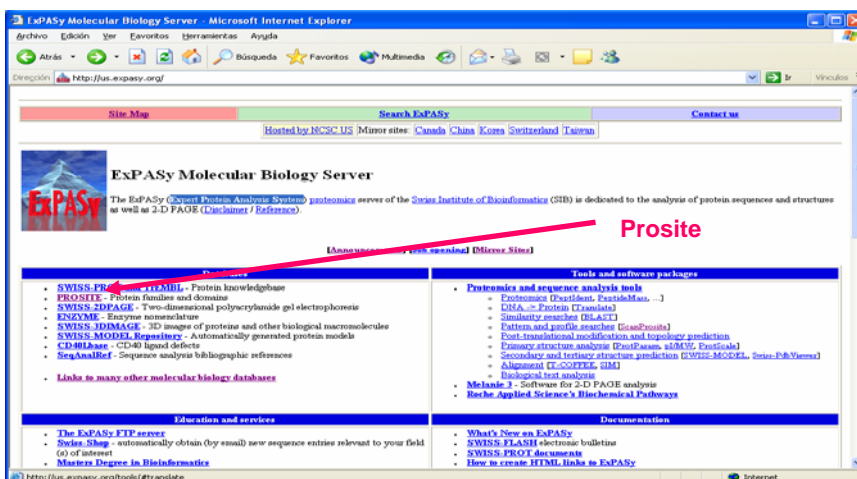 ExPASy Molecular Biology Server - Microsoft Internet Explorer
Archivo Edición Ver Favoritos Herramientas Ayuda
Atrás Búsqueda Favoritos Multimedia
Dirección http://us.expasy.org/ Ir Vínculos
Site Map Search ExPASy Contact us
Hosted by NCSC US Mirror sites: Canada China Korea Switzerland Taiwan
ExPASy
ExPASy Molecular Biology Server
The ExPASy (Expert Protein Analysis System) proteomics server of the Swiss Institute of Bioinformatics (SIB) is dedicated to the analysis of protein sequences and structures
as well as 2-D PAGE (Disclaimer / Reference).
Prosite
[Announcements] [Job opening] [Mirror Sites]
Databases
SWISS-PROT and TrEMBL - Protein knowledgebase
PROSITE - Protein families and domains
SWISS-2DPAGE - Two-dimensional polyacrylamide gel electrophoresis
ENZYME - Enzyme nomenclature
SWISS-3DIMAGE - 3D images of proteins and other biological macromolecules
SWISS-MODEL Repository - Automatically generated protein models
CD40Lbase - CD40 ligand defects
SeqAnalRef - Sequence analysis bibliographic references
Links to many other molecular biology databases
Tools and software packages
Proteomics and sequence analysis tools
Proteomics [PeptIdent, PeptideMass, ...]
DNA -> Protein [Translate]
Similarity searches [BLAST]
Pattern and profile searches [ScanProsite]
Post-translational modification and topology prediction
Primary structure analysis [ProtParam, pI/MW, ProtScale]
Secondary and tertiary structure prediction [SWISS-MODEL, Swiss-PdbViewer]
Alignment [T-COFFEE, SIM]
Biological text analysis
Melanie 3 - Software for 2-D PAGE analysis
Roche Applied Science's Biochemical Pathways
Education and services
The ExPASy FTP server
Swiss-Shop - automatically obtain (by email) new sequence entries relevant to your field
(s) of interest
Masters Degree in Bioinformatics
Documentation
What's New on ExPASy
SWISS-FLASH electronic bulletins
SWISS-PROT documents
How to create HTML links to ExPASy
http://us.expasy.org/tools/#translate Internet